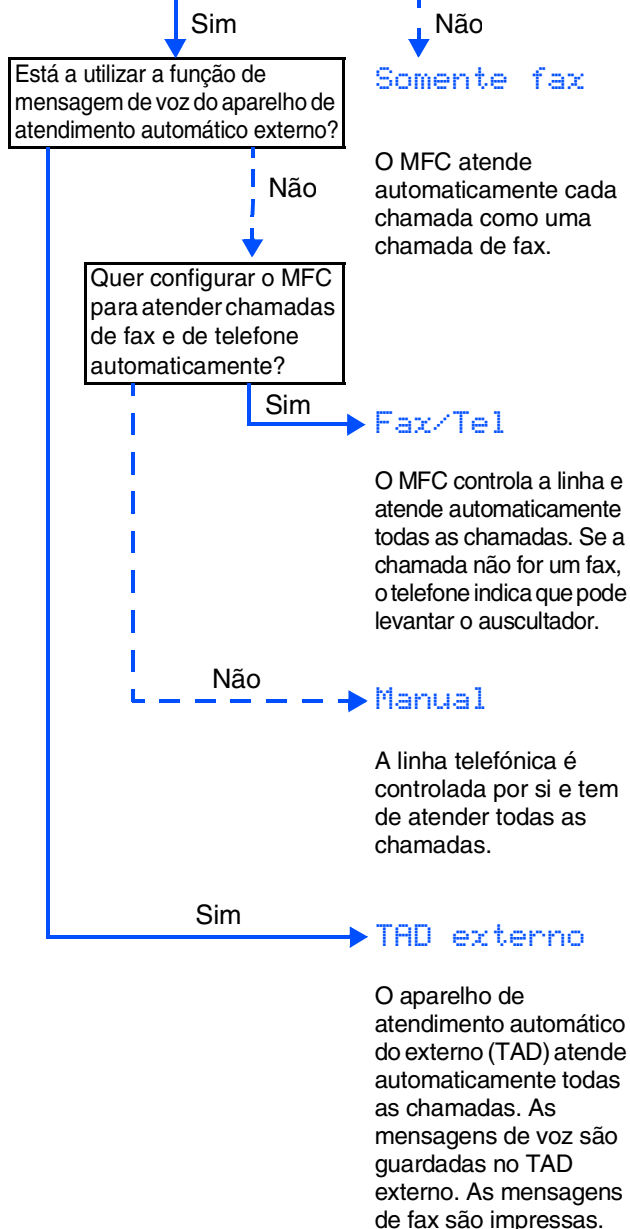 Sim
Não
Está a utilizar a função de
mensagem de voz do aparelho de
atendimento automático externo?
Somente fax
O MFC atende
automaticamente cada
chamada como uma
chamada de fax.
Não
Quer configurar o MFC
para atender chamadas
de fax e de telefone
automaticamente?
Sim
Fax/Tel
O MFC controla a linha e
atende automaticamente
todas as chamadas. Se a
chamada não for um fax,
o telefone indica que pode
levantar o auscultador.
Não
Manual
A linha telefónica é
controlada por si e tem
de atender todas as
chamadas.
Sim
TAD externo
O aparelho de
atendimento automático
do externo (TAD) atende
automaticamente todas
as chamadas. As
mensagens de voz são
guardadas no TAD
externo. As mensagens
de fax são impressas.